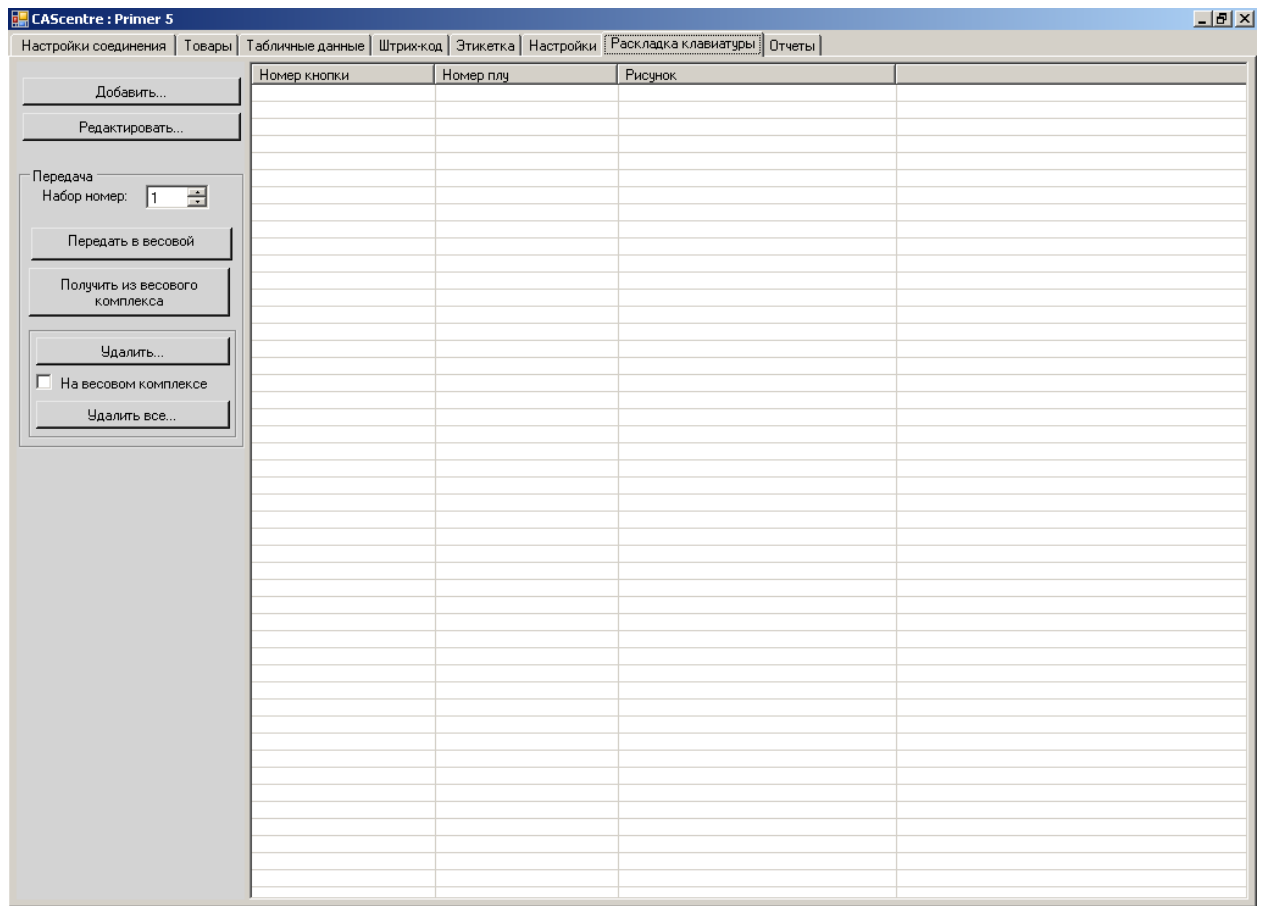 CAScentre : Primer 5
Настройки соединения Товары Табличные данные Штрих-код Этикетка Настройки Раскладка клавиатуры Отчеты
Номер кнопки Номер плу Рисунок
Добавить...
Редактировать...
Передача
Набор номер: 1
Передать в весовой
Получить из весового
комплекса
Удалить...
На весовом комплексе
Удалить все...